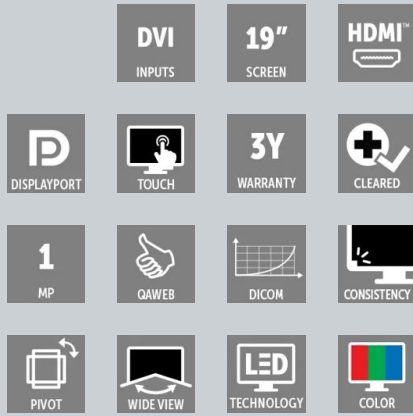 DVI
INPUTS
19"
SCREEN
HDMI™
DISPLAYPORT
TOUCH
3Y
WARRANTY
CLEARED
1
MP
QAWEB
DICOM
CONSISTENCY
PIVOT
WIDE VIEW
LED
TECHNOLOGY
COLOR